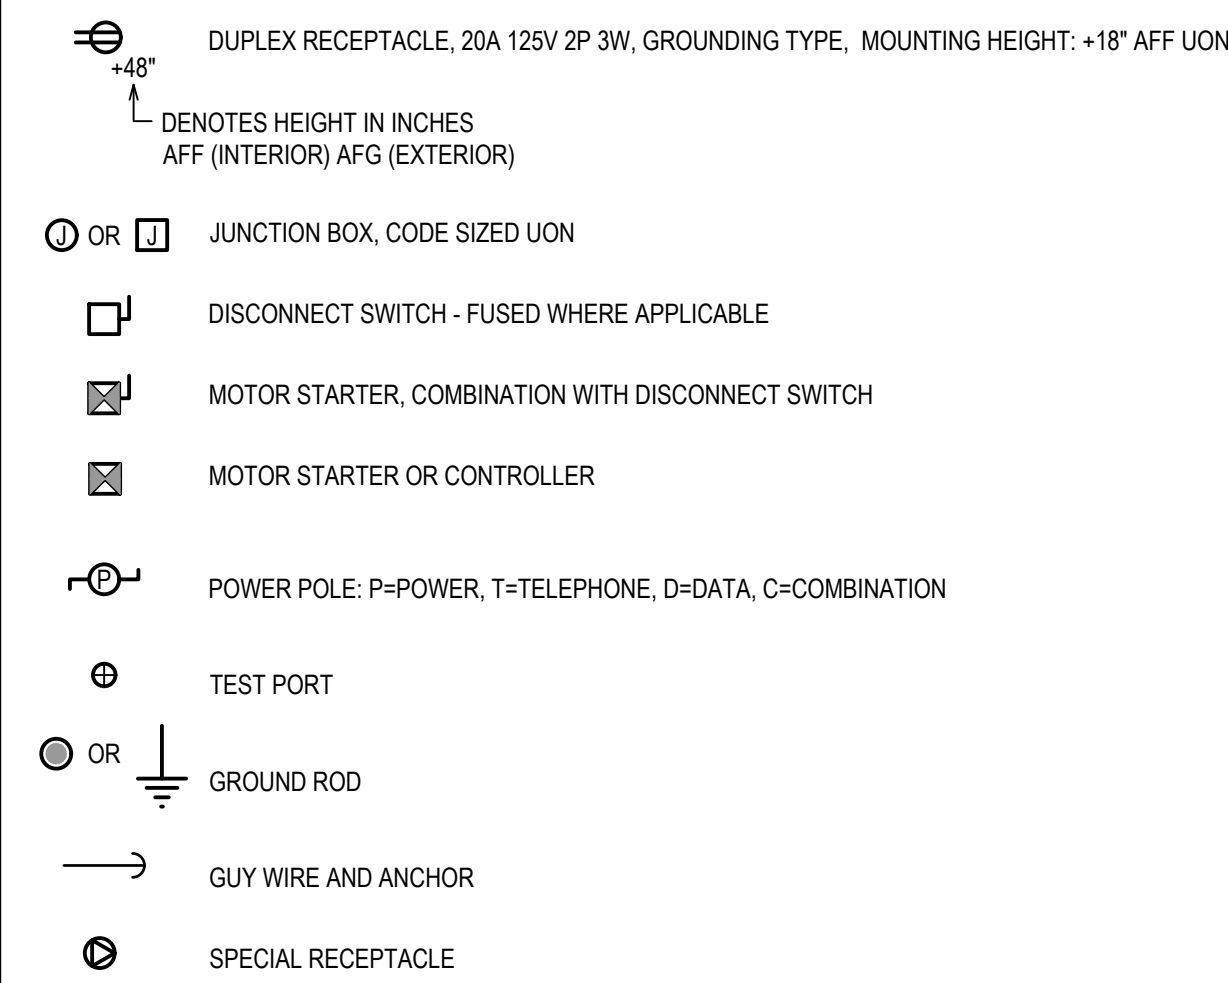 DUPLEX RECEPTACLE, 20A 125V 2P 3W, GROUNDING TYPE, MOUNTING HEIGHT: +18" AFF UON
+48"
DENOTES HEIGHT IN INCHES
AFF (INTERIOR) AFG (EXTERIOR)
J OR J JUNCTION BOX, CODE SIZED UON
DISCONNECT SWITCH - FUSED WHERE APPLICABLE
MOTOR STARTER, COMBINATION WITH DISCONNECT SWITCH
MOTOR STARTER OR CONTROLLER
P POWER POLE: P=POWER, T=TELEPHONE, D=DATA, C=COMBINATION
TEST PORT
OR
GROUND ROD
GUY WIRE AND ANCHOR
SPECIAL RECEPTACLE